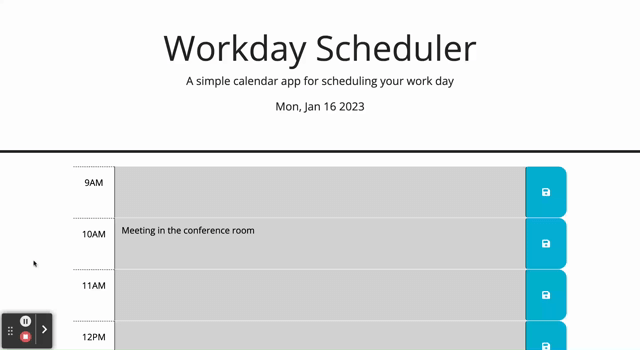 Workday Scheduler
A simple calendar app for scheduling your work day
Mon, Jan 16 2023
9AM
10AM Meeting in the conference room
11AM
12PM